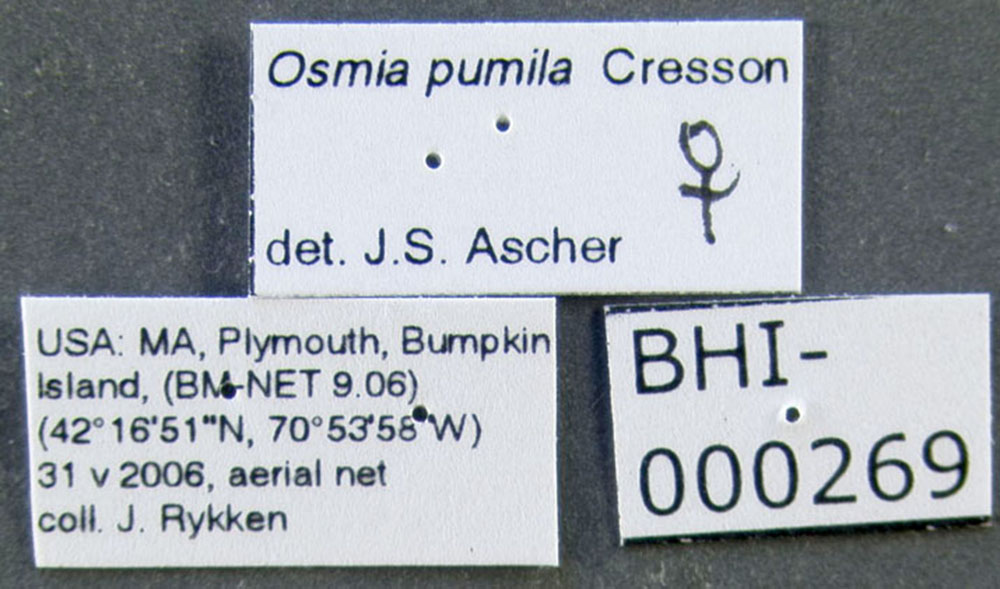 Osmia pumila Cresson
♀
det. J.S. Ascher
USA: MA, Plymouth, Bumpkin
Island, (BM-NET 9.06)
(42°16'51"N, 70°53'58"W)
31 v 2006, aerial net
coll. J. Rykken
BHI-
000269